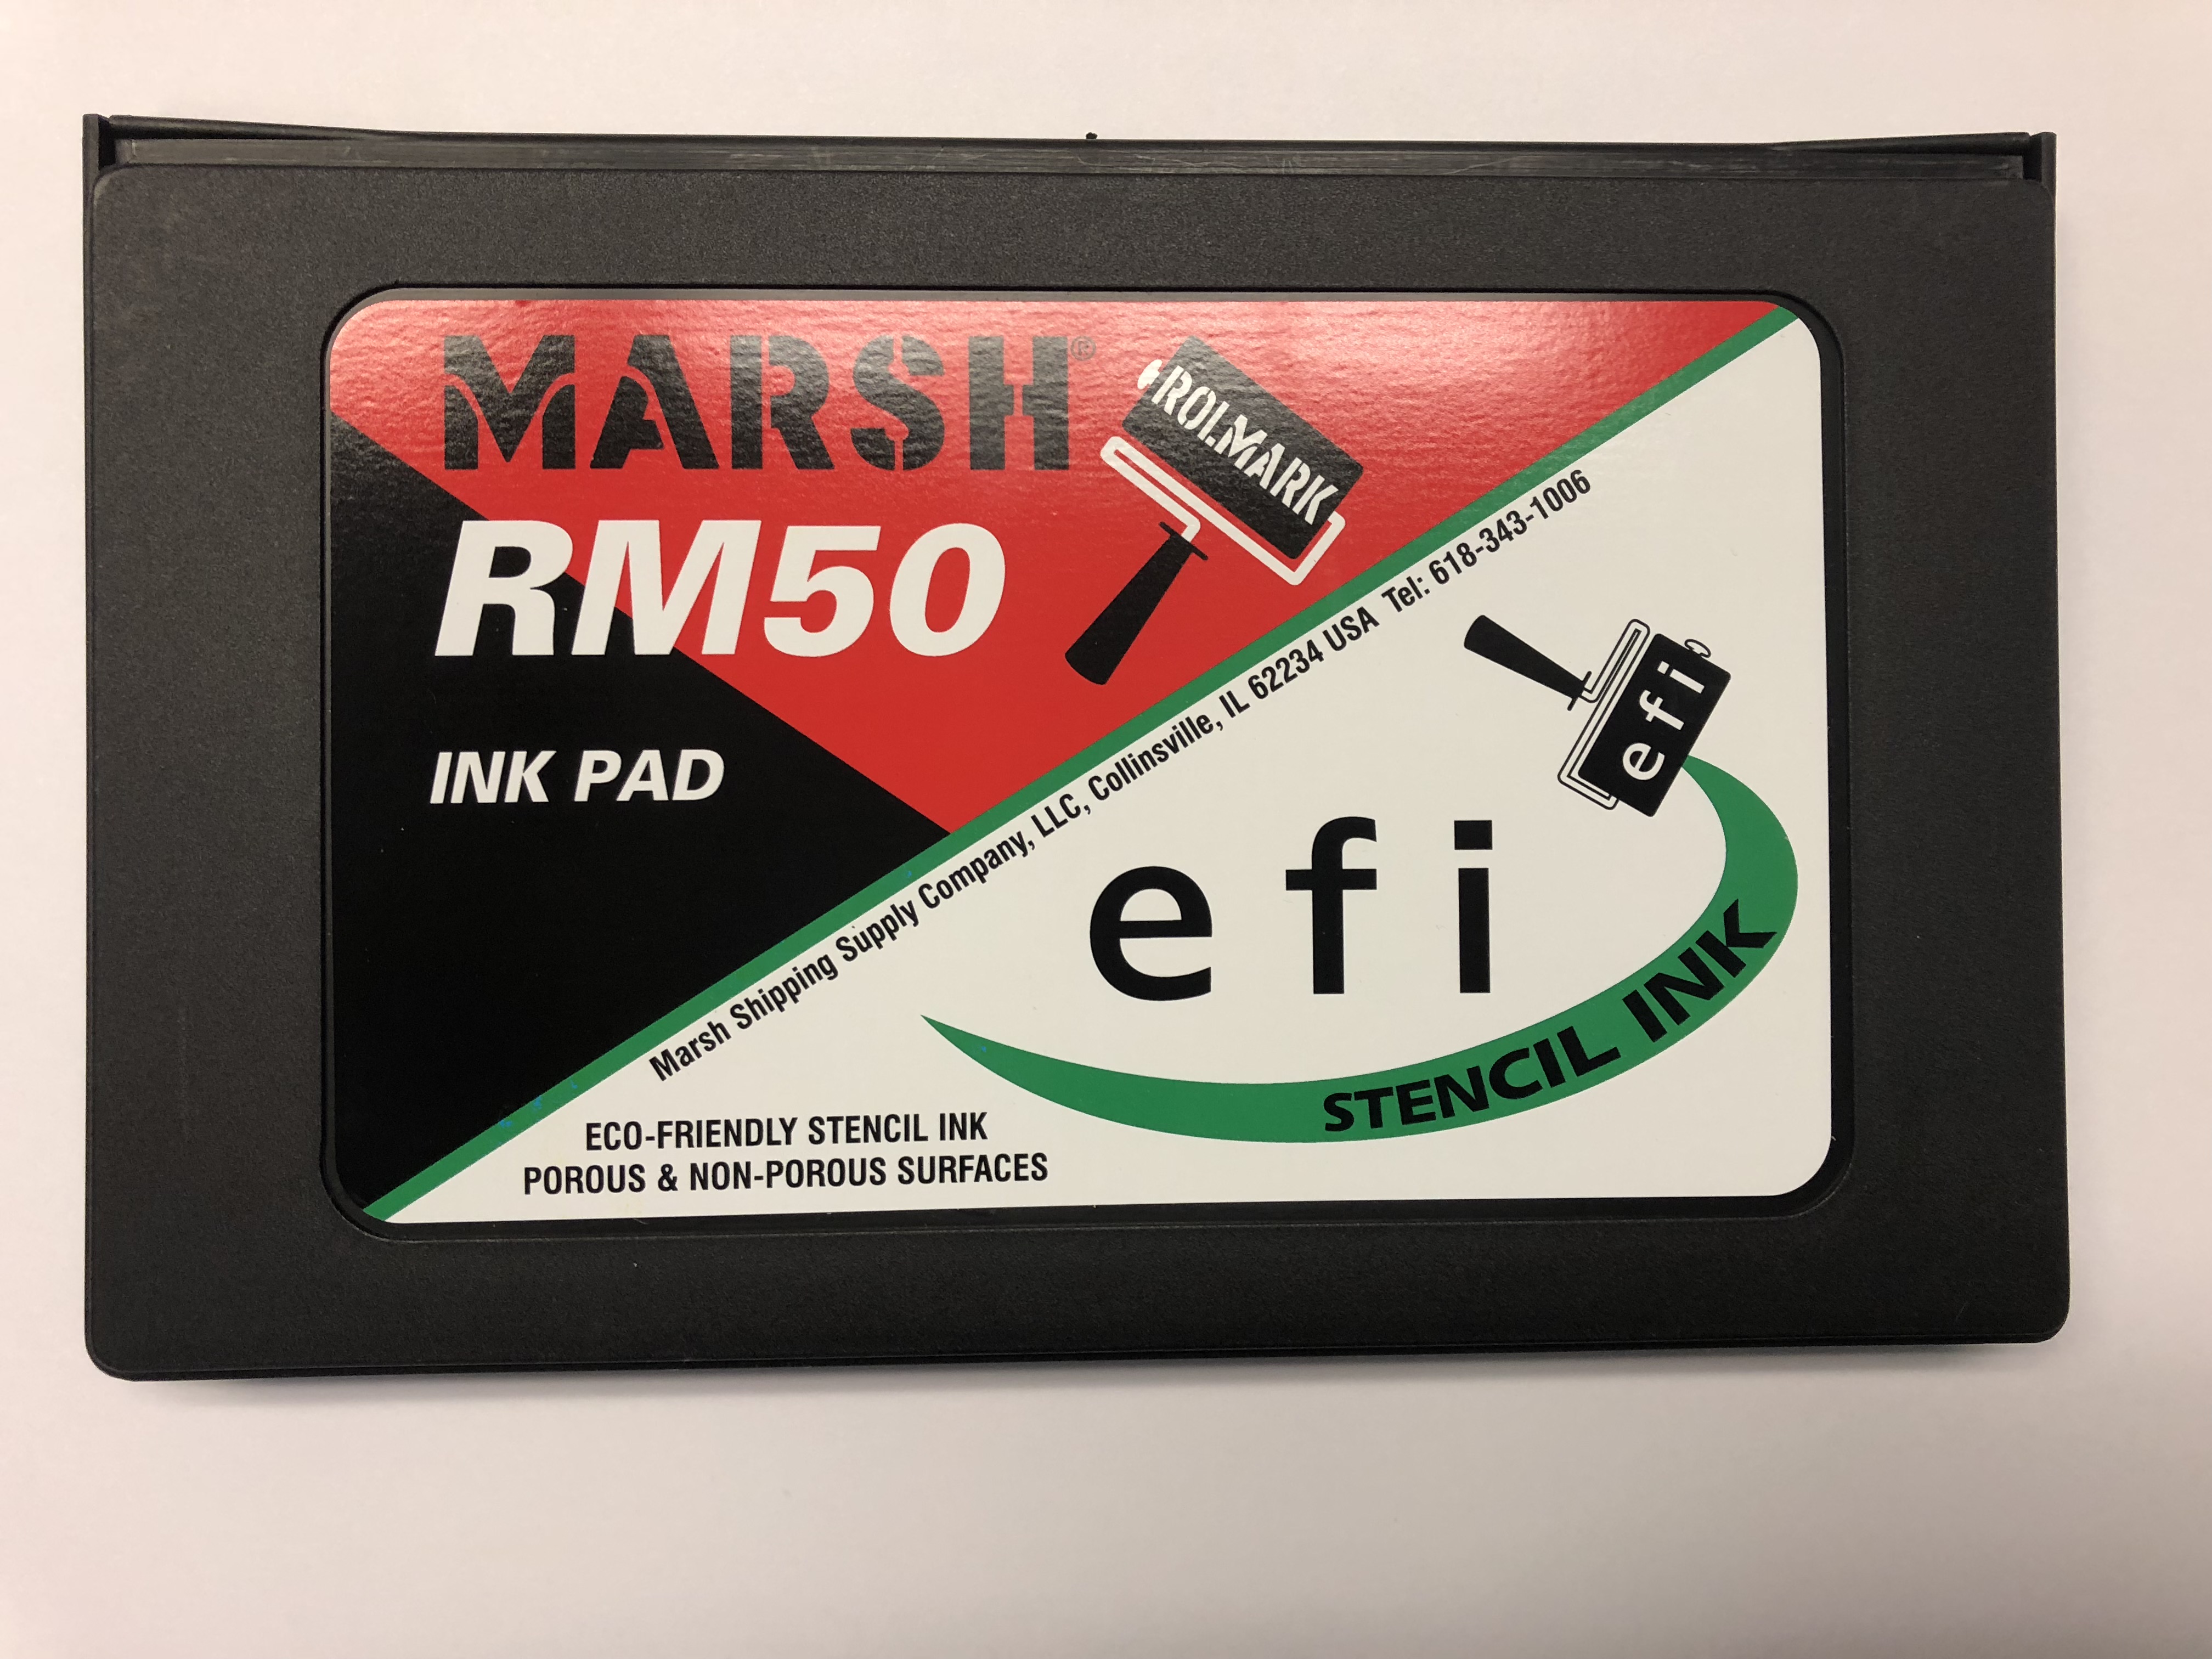 MARSH®
ROLMARK
RM50
INK PAD
Marsh Shipping Supply Company, LLC, Collinsville, IL 62234 USA Tel: 618-343-1006
efi
efi
STENCIL INK
ECO-FRIENDLY STENCIL INK
POROUS & NON-POROUS SURFACES